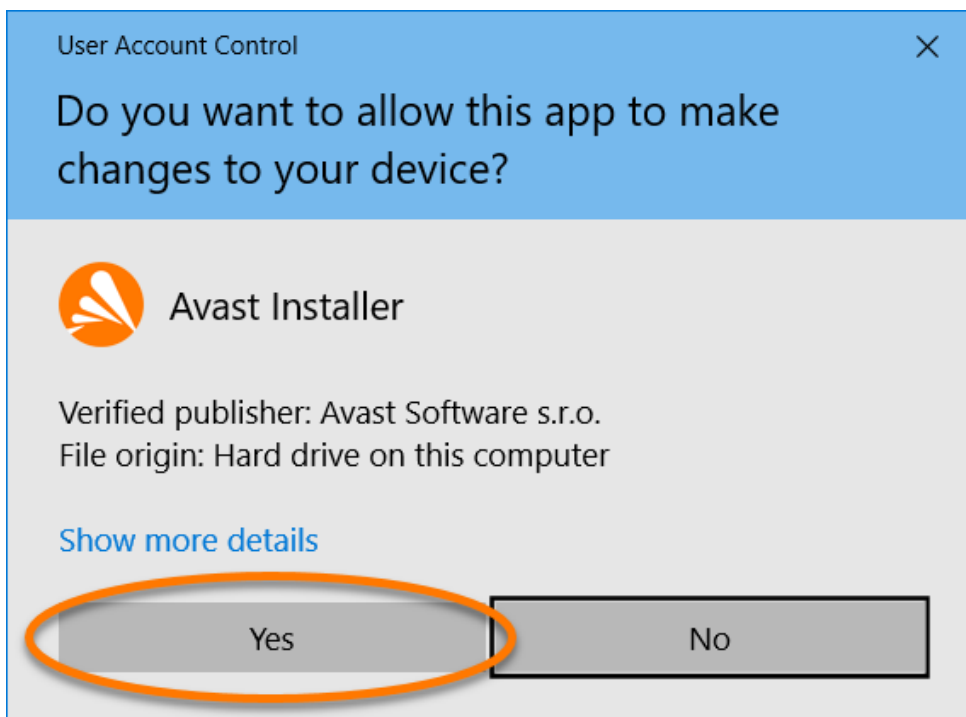 User Account Control
Do you want to allow this app to make
changes to your device?
Avast Installer
Verified publisher: Avast Software s.r.o.
File origin: Hard drive on this computer
Show more details
Yes
No